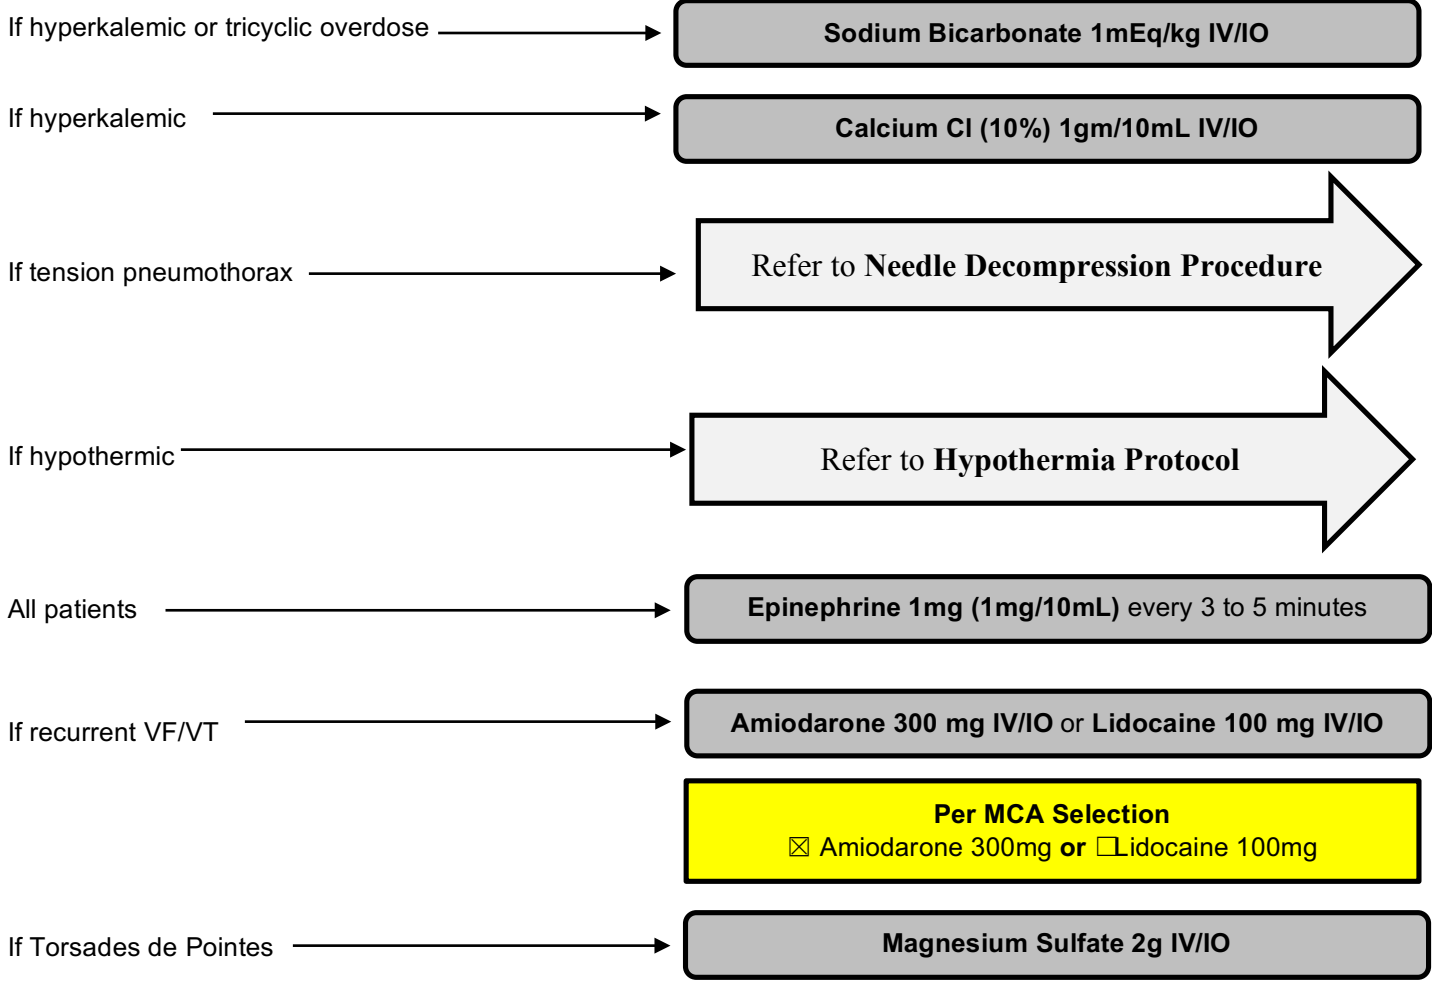 If hyperkalemic or tricyclic overdose
Sodium Bicarbonate 1mEq/kg IV/IO
If hyperkalemic
Calcium Cl (10%) 1gm/10mL IV/IO
If tension pneumothorax
Refer to Needle Decompression Procedure
If hypothermic
Refer to Hypothermia Protocol
All patients
Epinephrine 1mg (1mg/10mL) every 3 to 5 minutes
If recurrent VF/VT
Amiodarone 300 mg IV/IO or Lidocaine 100 mg IV/IO
Per MCA Selection
☒ Amiodarone 300mg or ☐Lidocaine 100mg
If Torsades de Pointes
Magnesium Sulfate 2g IV/IO